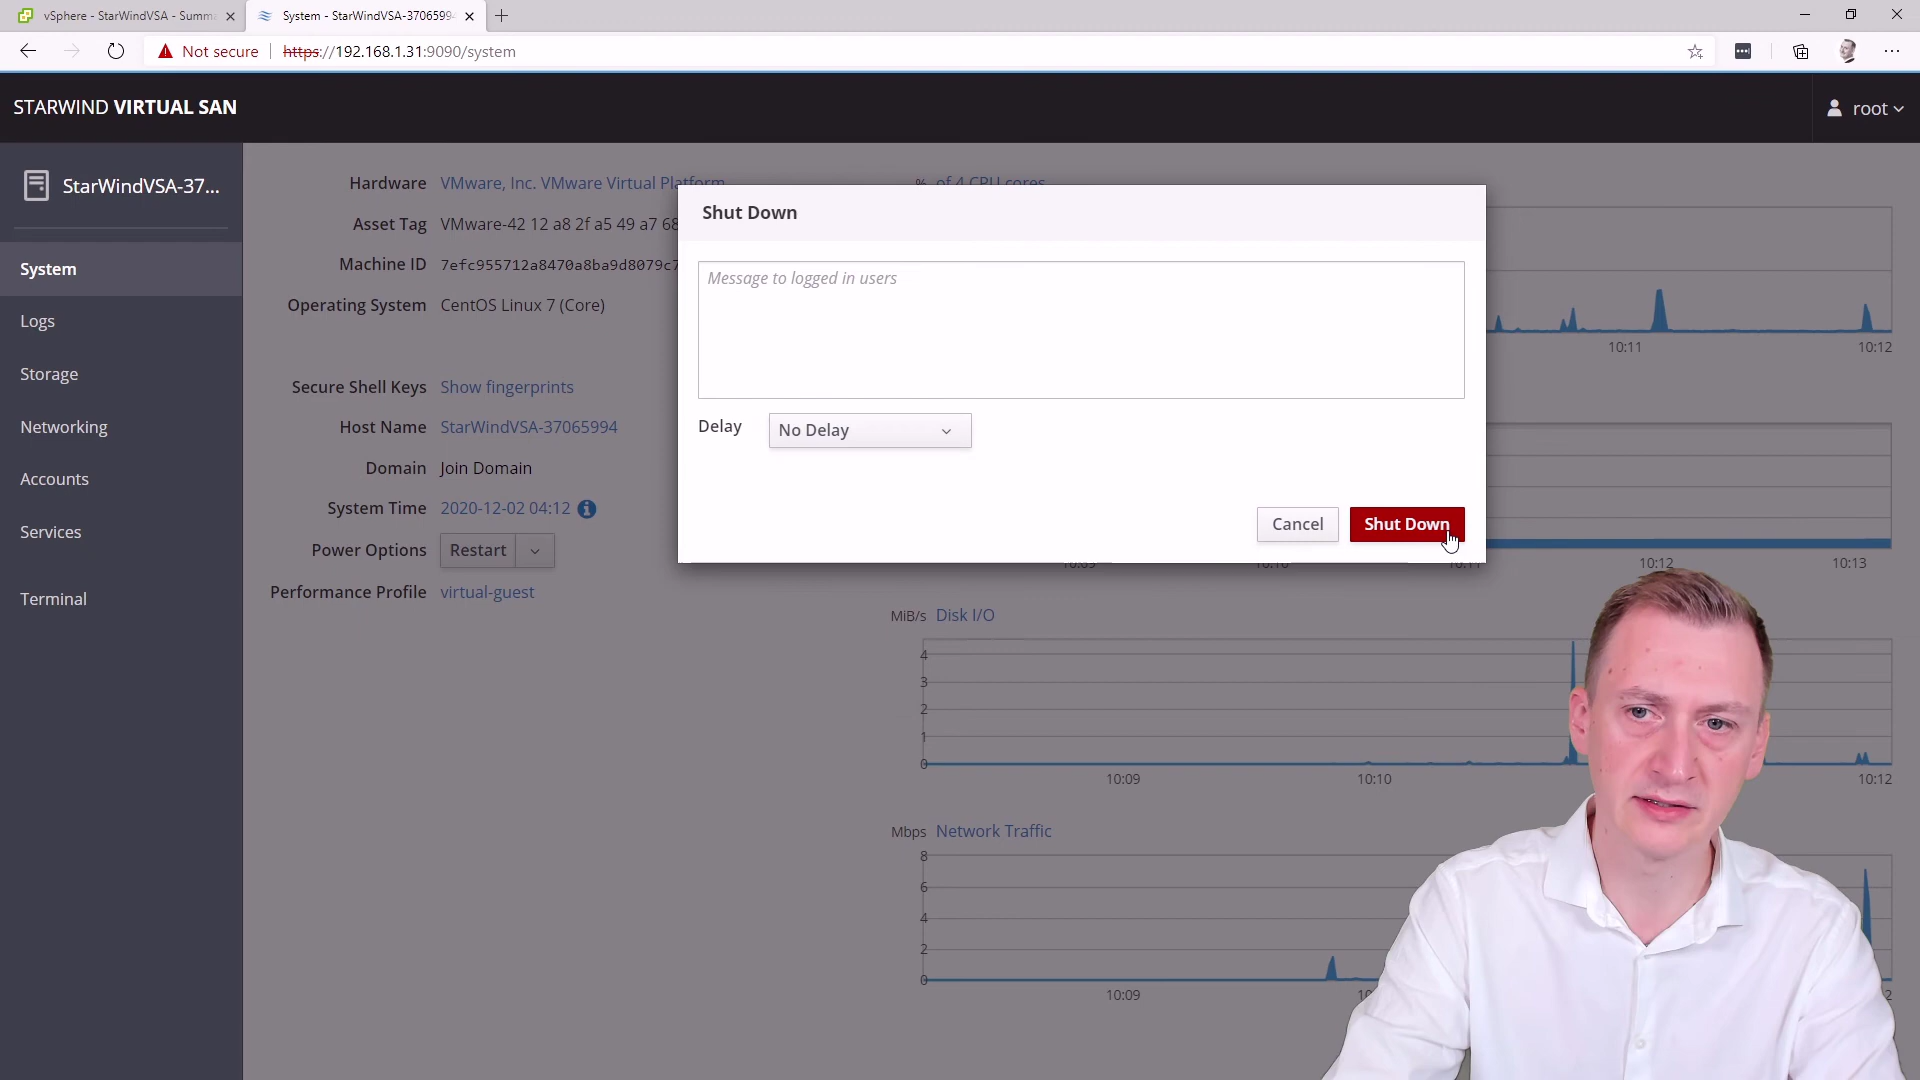 vSphere - StarWindVSA - Summ
System - StarWindVSA-3706599
Not secure
https://192.168.1.31:9090/system
STARWIND VIRTUAL SAN
root
StarWindVSA-37...
System
Logs
Storage
Networking
Accounts
Services
Terminal
Hardware VMware, Inc. VMware Virtual Platform
Asset Tag VMware-42 12 a8 2f a5 49 a7 68
Machine ID 7efc955712a8470a8ba9d8079c7
Operating System CentOS Linux 7 (Core)
Secure Shell Keys Show fingerprints
Host Name StarWindVSA-37065994
Domain Join Domain
System Time 2020-12-02 04:12
Power Options Restart
Performance Profile virtual-guest
% of 4 CPU cores
10:11 10:12
Shut Down
Message to logged in users
Delay No Delay
Cancel Shut Down
10:09 10:10 10:11 10:12 10:13
MiB/s Disk I/O
4
3
2
1
0
10:09 10:10 10:12
Mbps Network Traffic
8
6
4
2
0
10:09